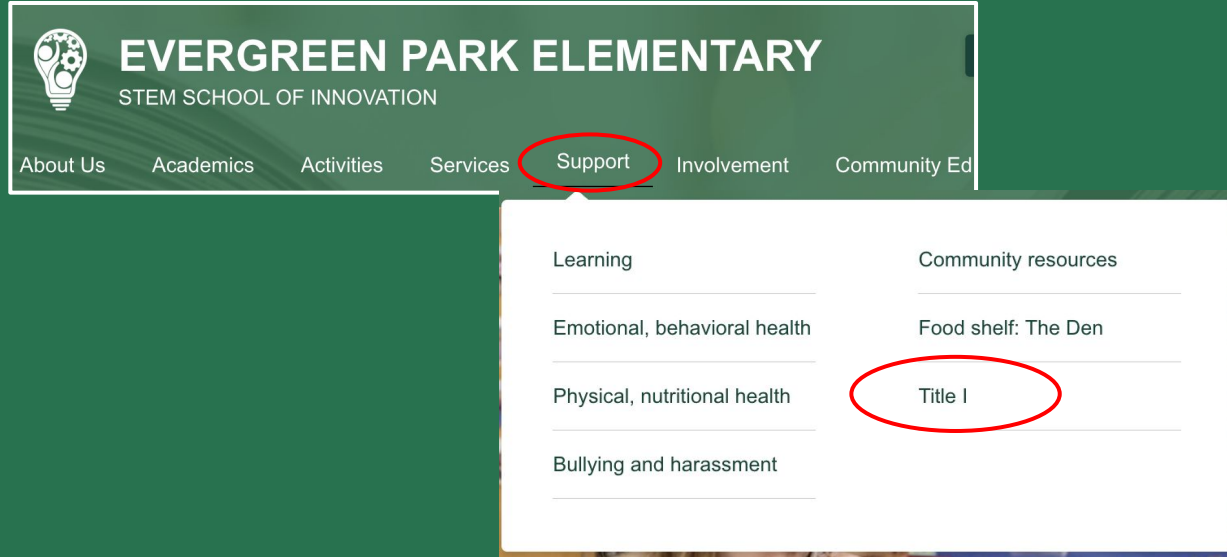 EVERGREEN PARK ELEMENTARY
STEM SCHOOL OF INNOVATION
About Us Academics Activities Services Support Involvement Community Ed
Learning
Emotional, behavioral health
Physical, nutritional health
Bullying and harassment
Community resources
Food shelf: The Den
Title I